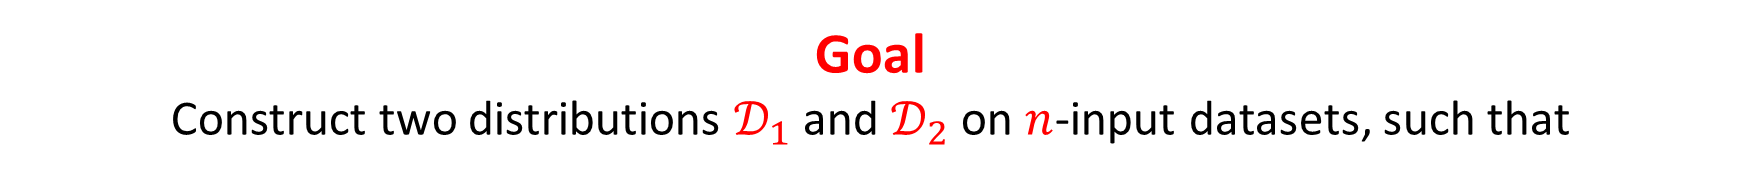 Goal
Construct two distributions 𝒟₁ and 𝒟₂ on n-input datasets, such that